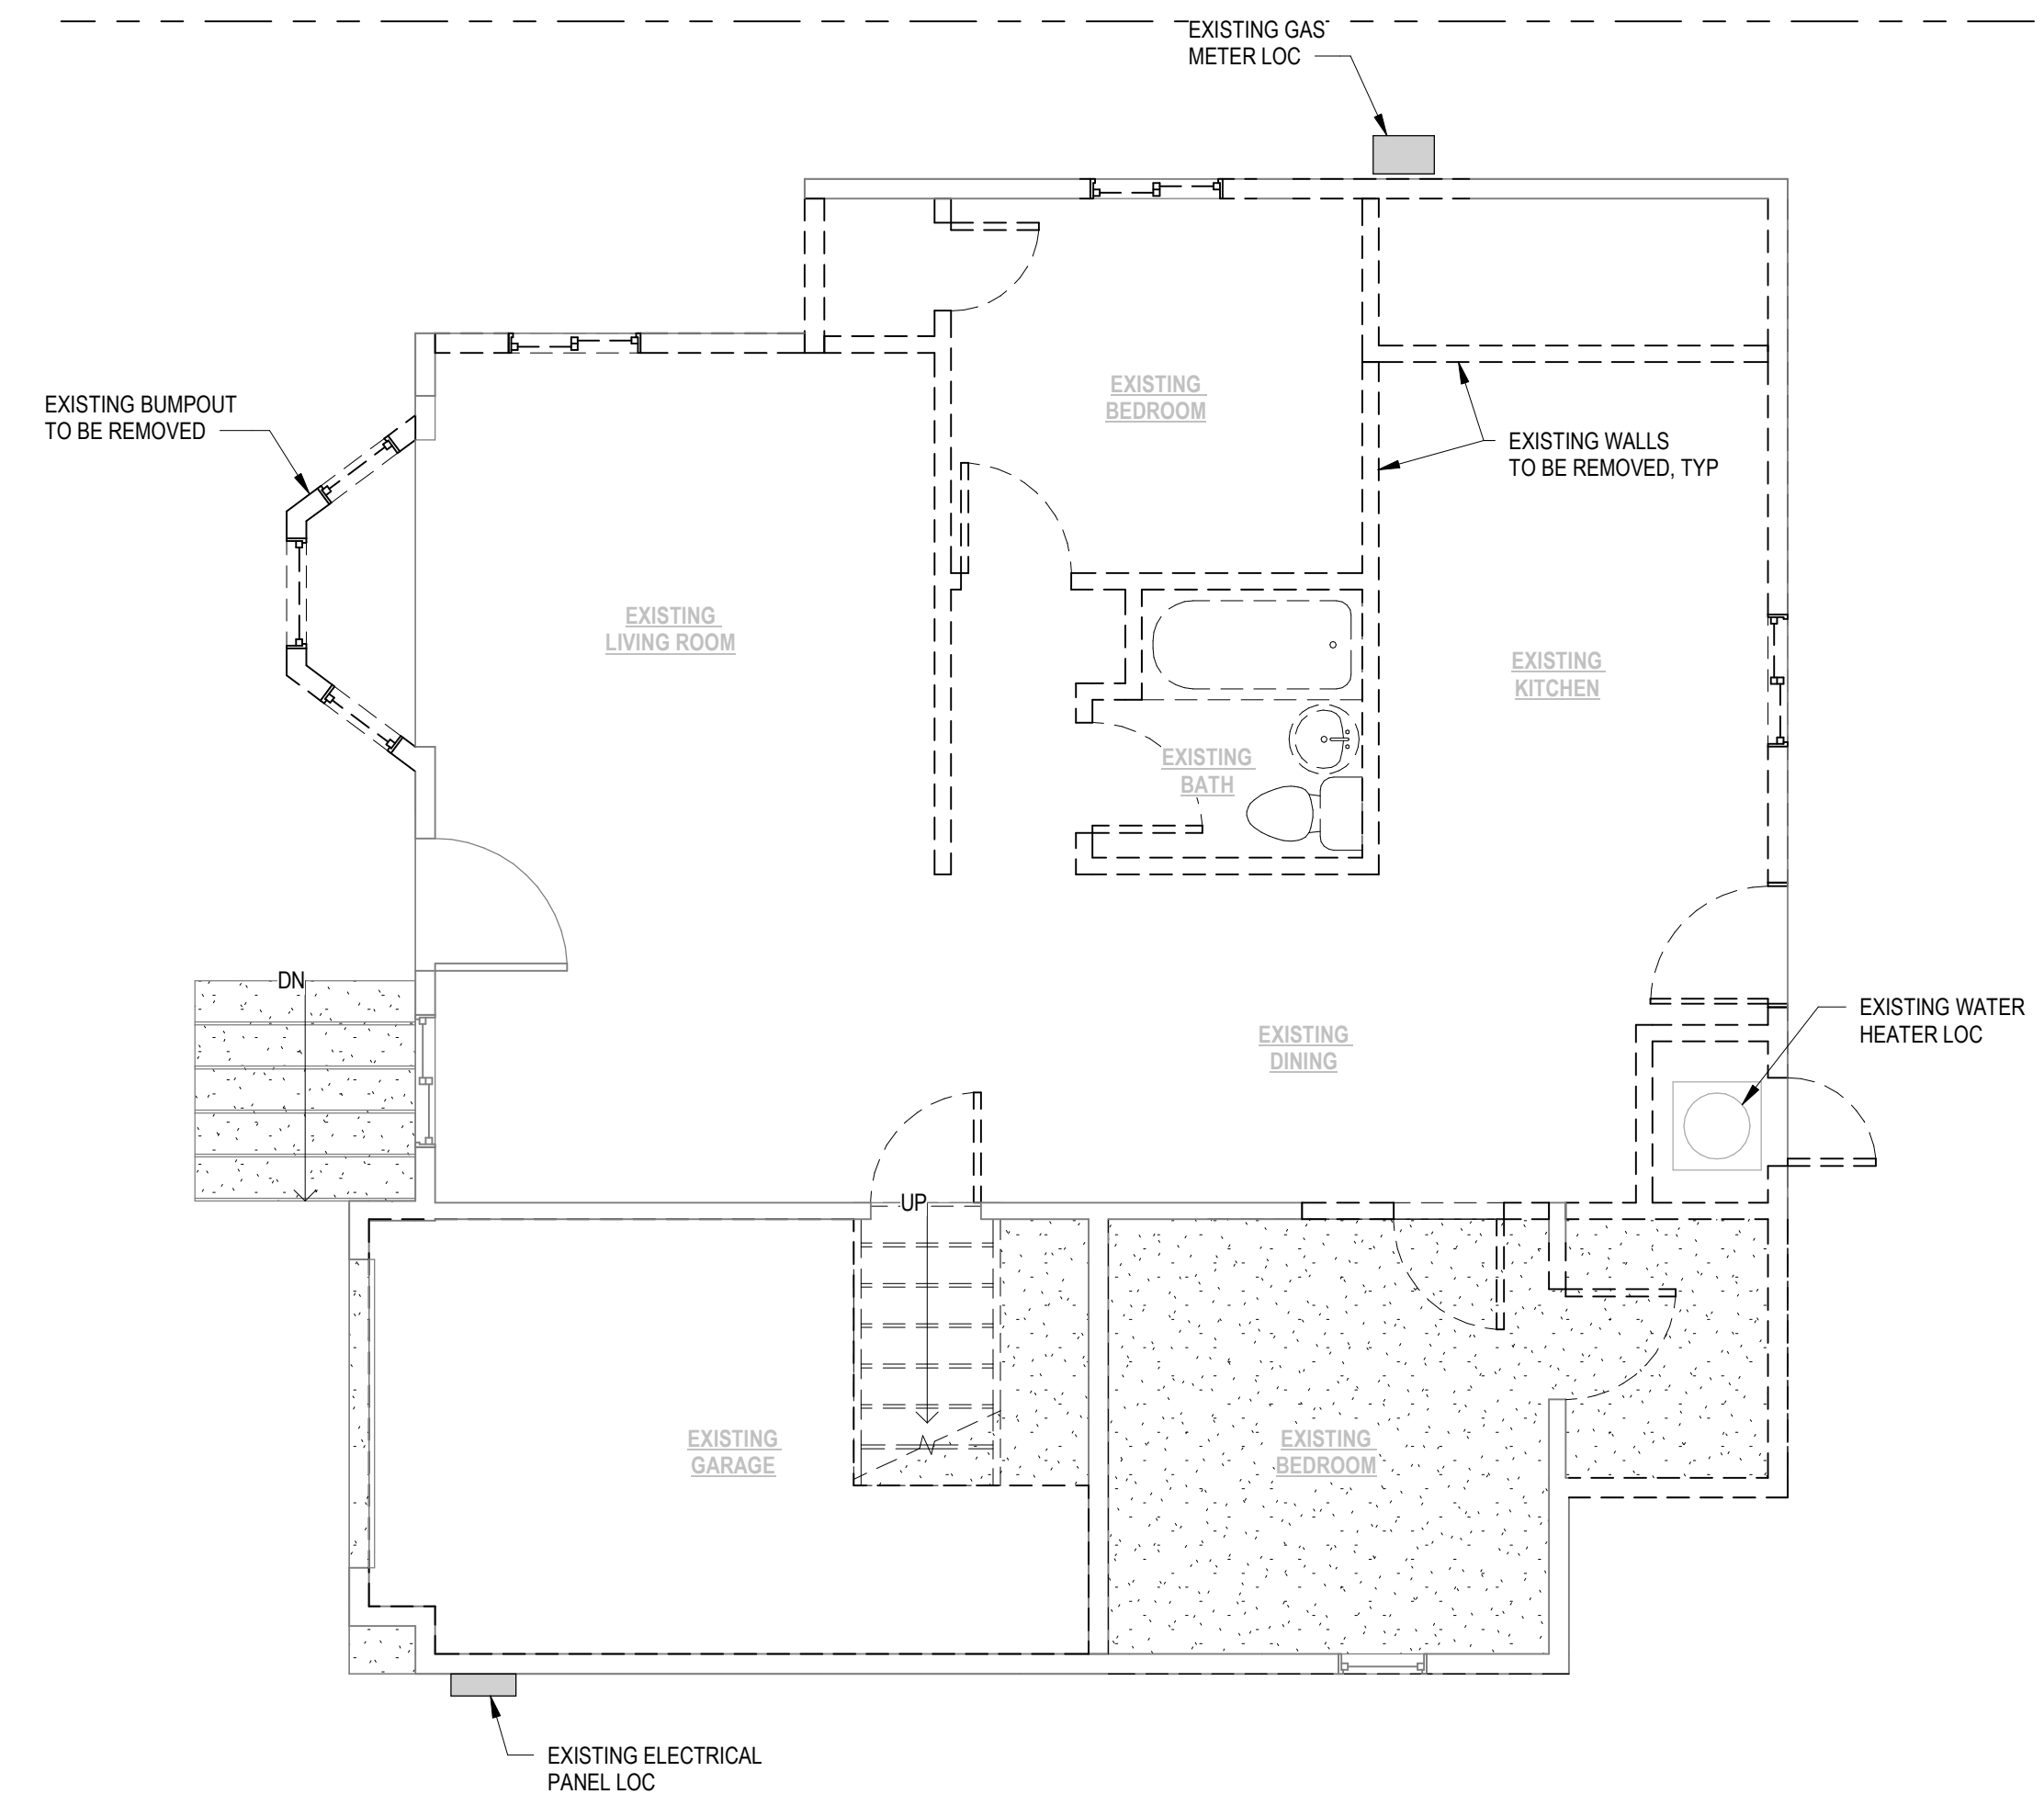 EXISTING GAS
METER LOC
EXISTING BUMPOUT
TO BE REMOVED
EXISTING
BEDROOM
EXISTING WALLS
TO BE REMOVED, TYP
EXISTING
LIVING ROOM
EXISTING
KITCHEN
EXISTING
BATH
DN
EXISTING
DINING
EXISTING WATER
HEATER LOC
UP
EXISTING
GARAGE
EXISTING
BEDROOM
EXISTING ELECTRICAL
PANEL LOC